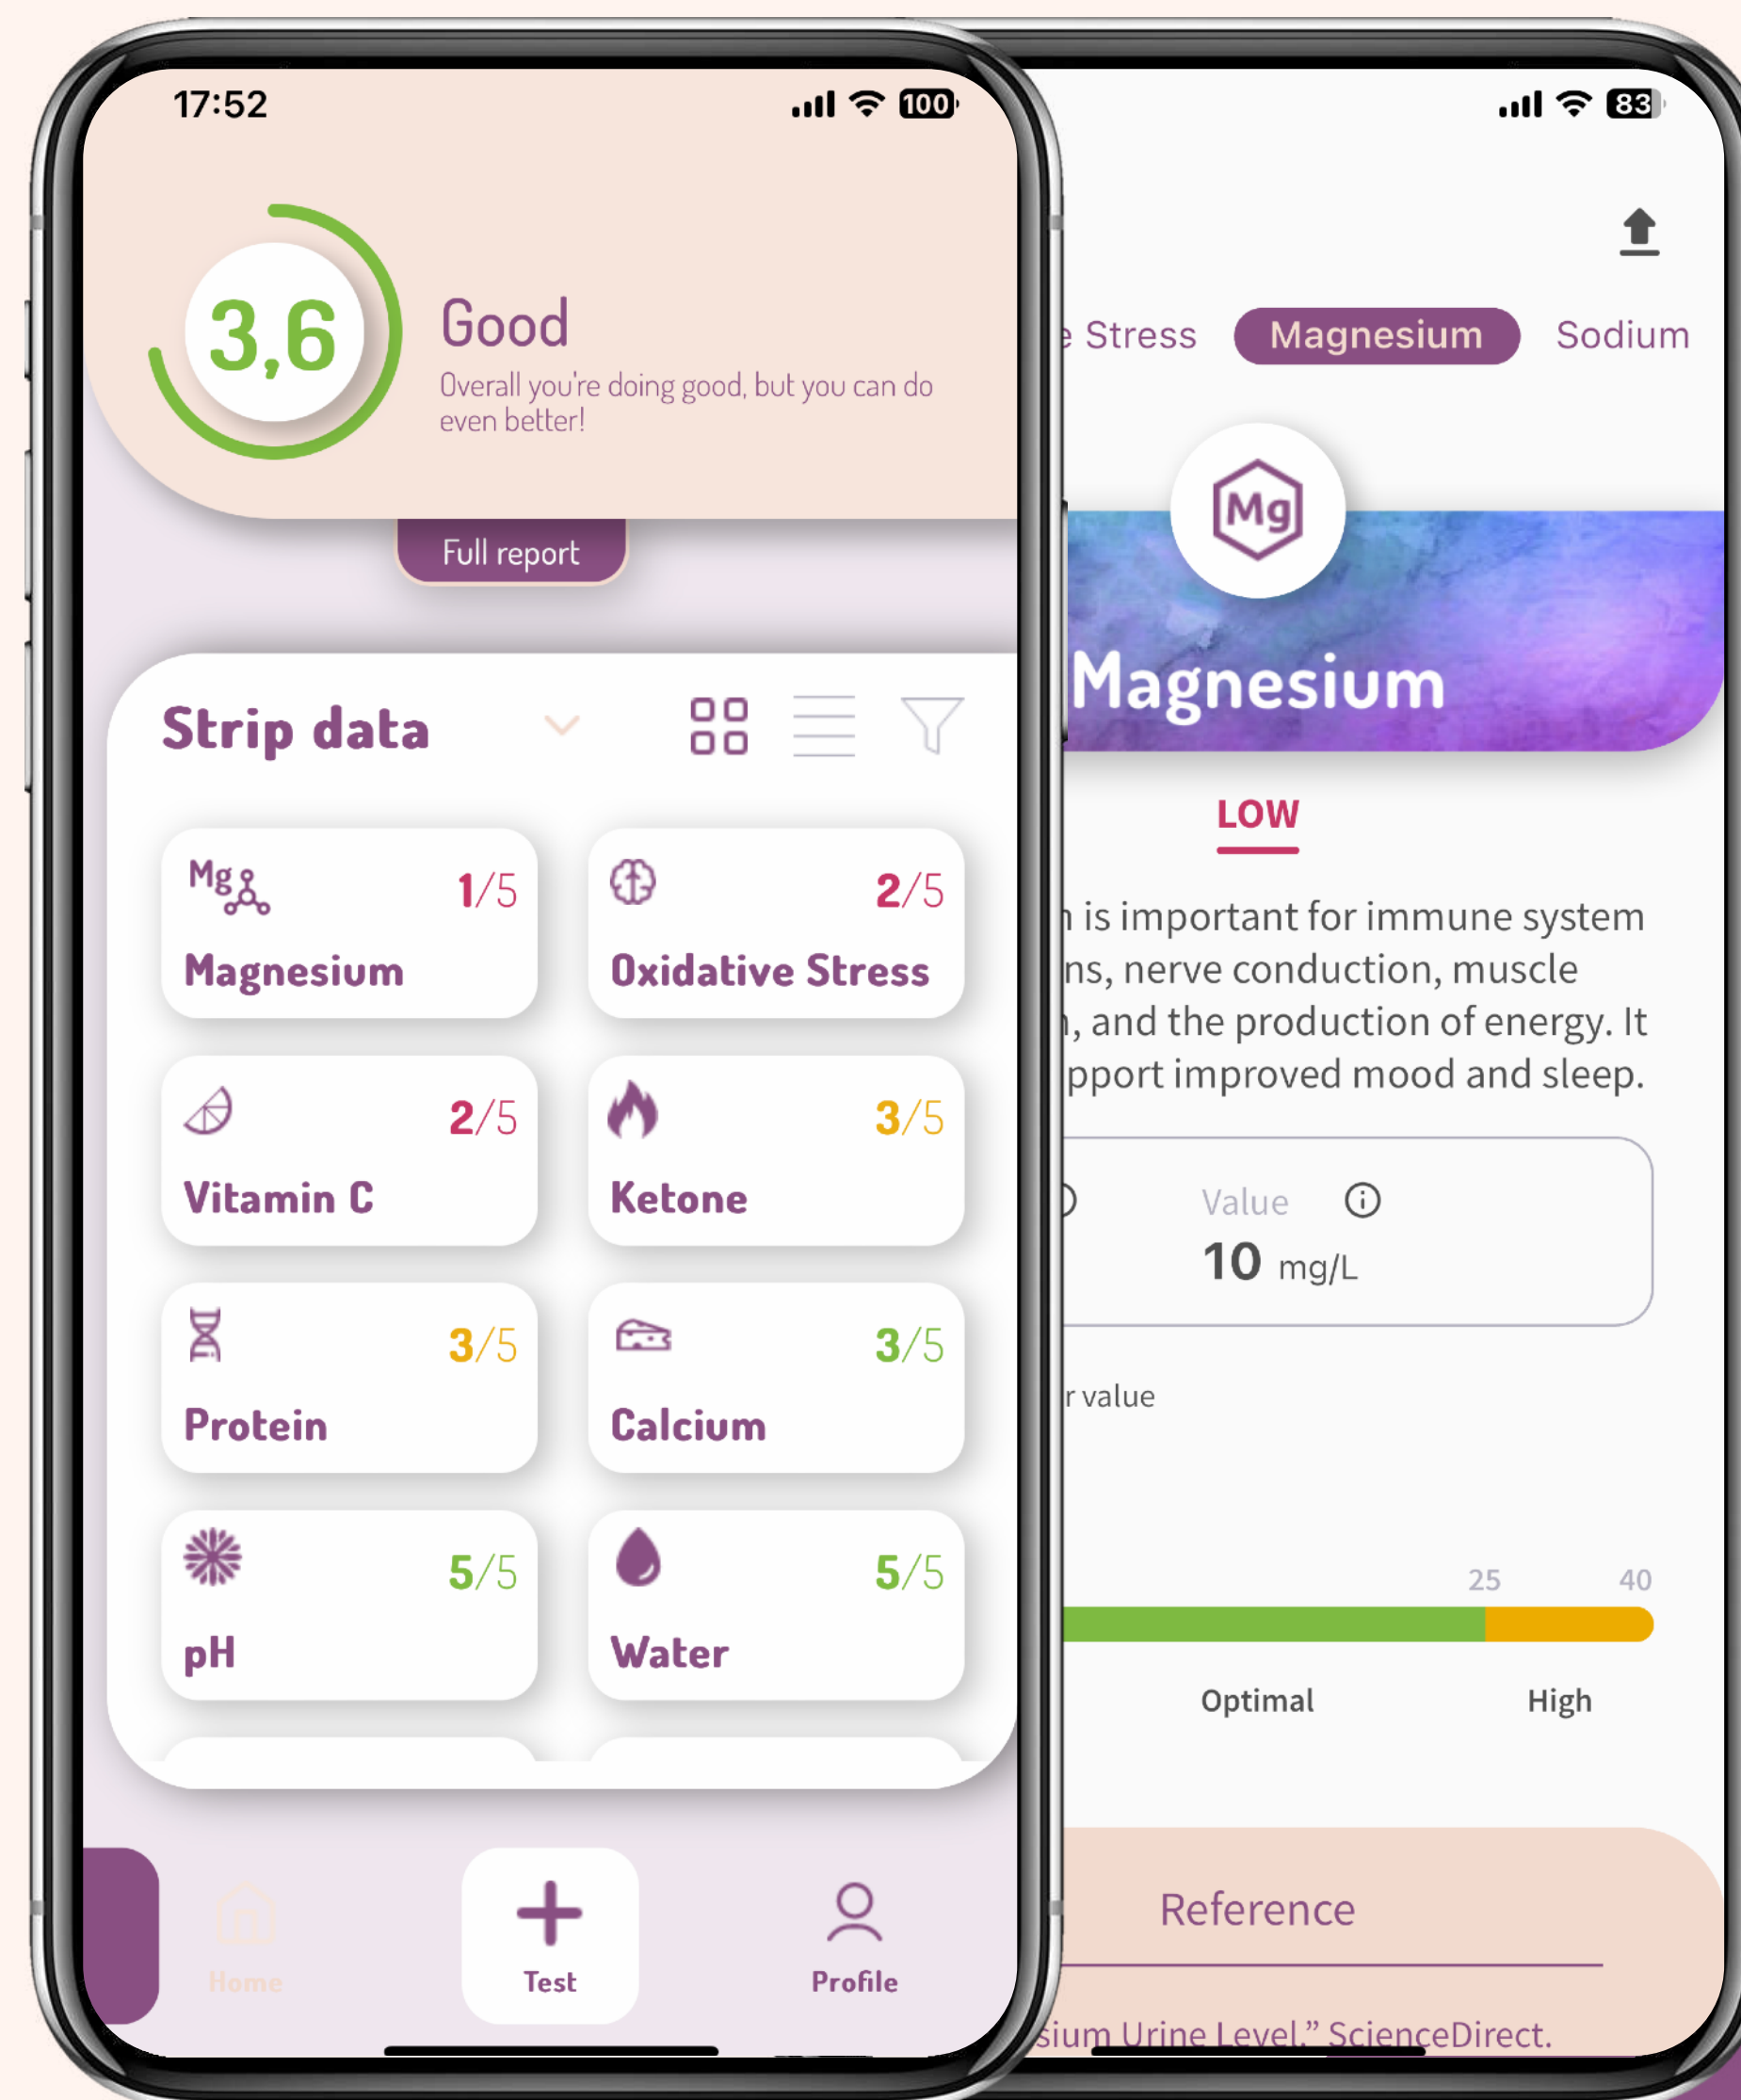 17:52
100
3,6
Good
Overall you're doing good, but you can do
even better!
Full report
Strip data
Mg
1/5
Magnesium
2/5
Oxidative Stress
2/5
Vitamin C
3/5
Ketone
3/5
Protein
3/5
Calcium
5/5
pH
5/5
Water
Home
Test
Profile
83
Stress
Magnesium
Sodium
Mg
Magnesium
LOW
is important for immune system
nerve conduction, muscle
and the production of energy. It
improved mood and sleep.
Value
10 mg/L
value
25
40
Optimal
High
Reference
Urine Level.” ScienceDirect.